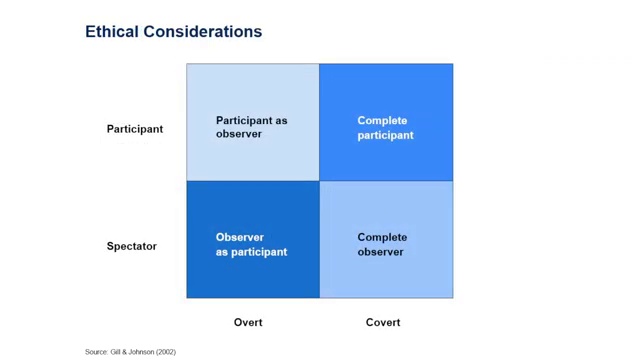 Ethical Considerations
Participant
Participant as
observer
Complete
participant
Spectator
Observer
as participant
Complete
observer
Overt
Covert
Source: Gill & Johnson (2002)